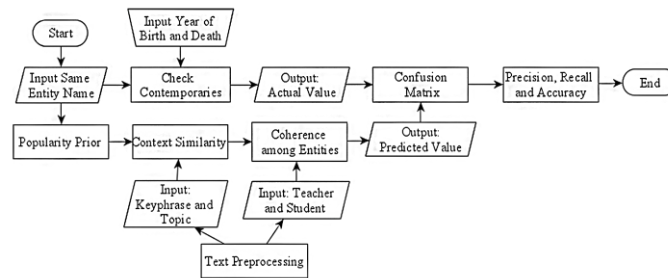 Start
Input Year of
Birth and Death
Input Same
Entity Name
Check
Contemporaries
Output:
Actual Value
Confusion
Matrix
Precision, Recall
and Accuracy
End
Popularity Prior
Context Similarity
Coherence
among Entities
Output:
Predicted Value
Input:
Keyphrase and
Topic
Input: Teacher
and Student
Text Preprocessing